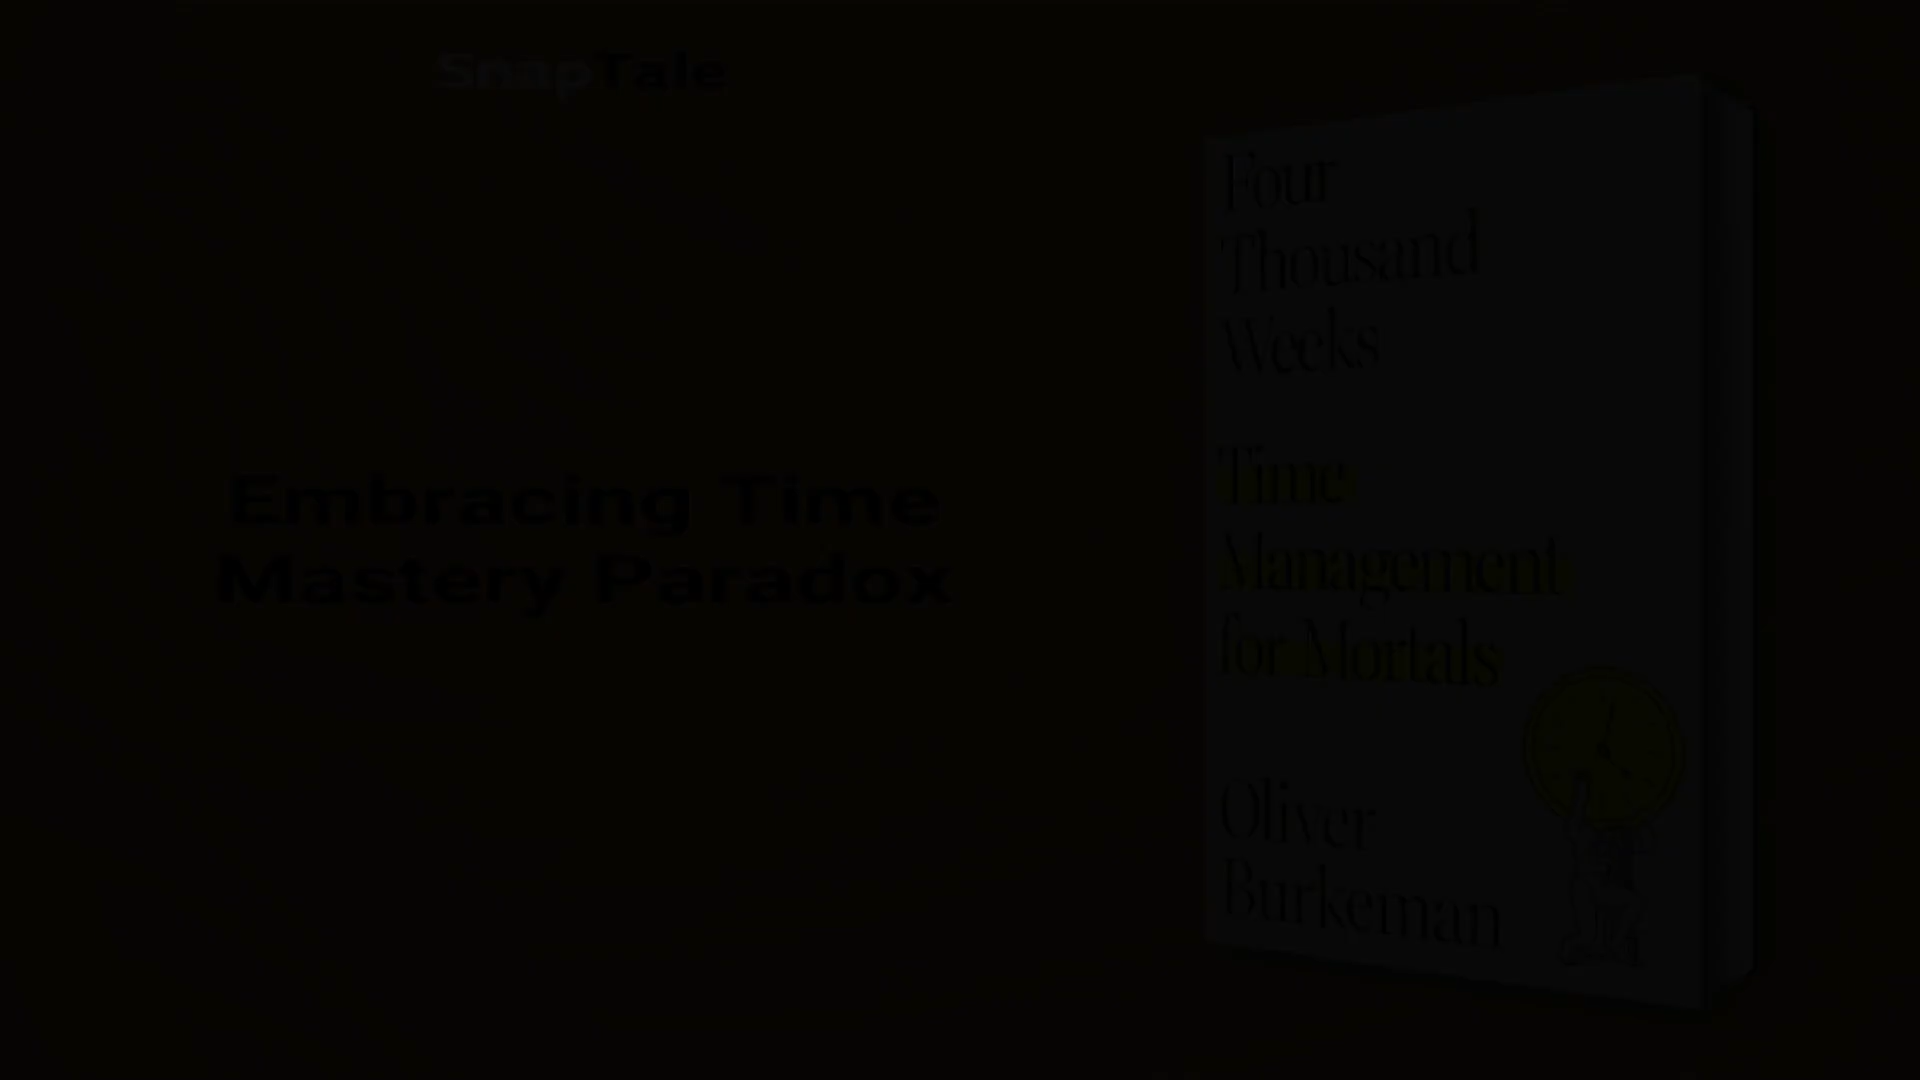 SnapTale
Embracing Time
Mastery Paradox
Four
Thousand
Weeks
Time
Management
for Mortals
Oliver
Burkeman